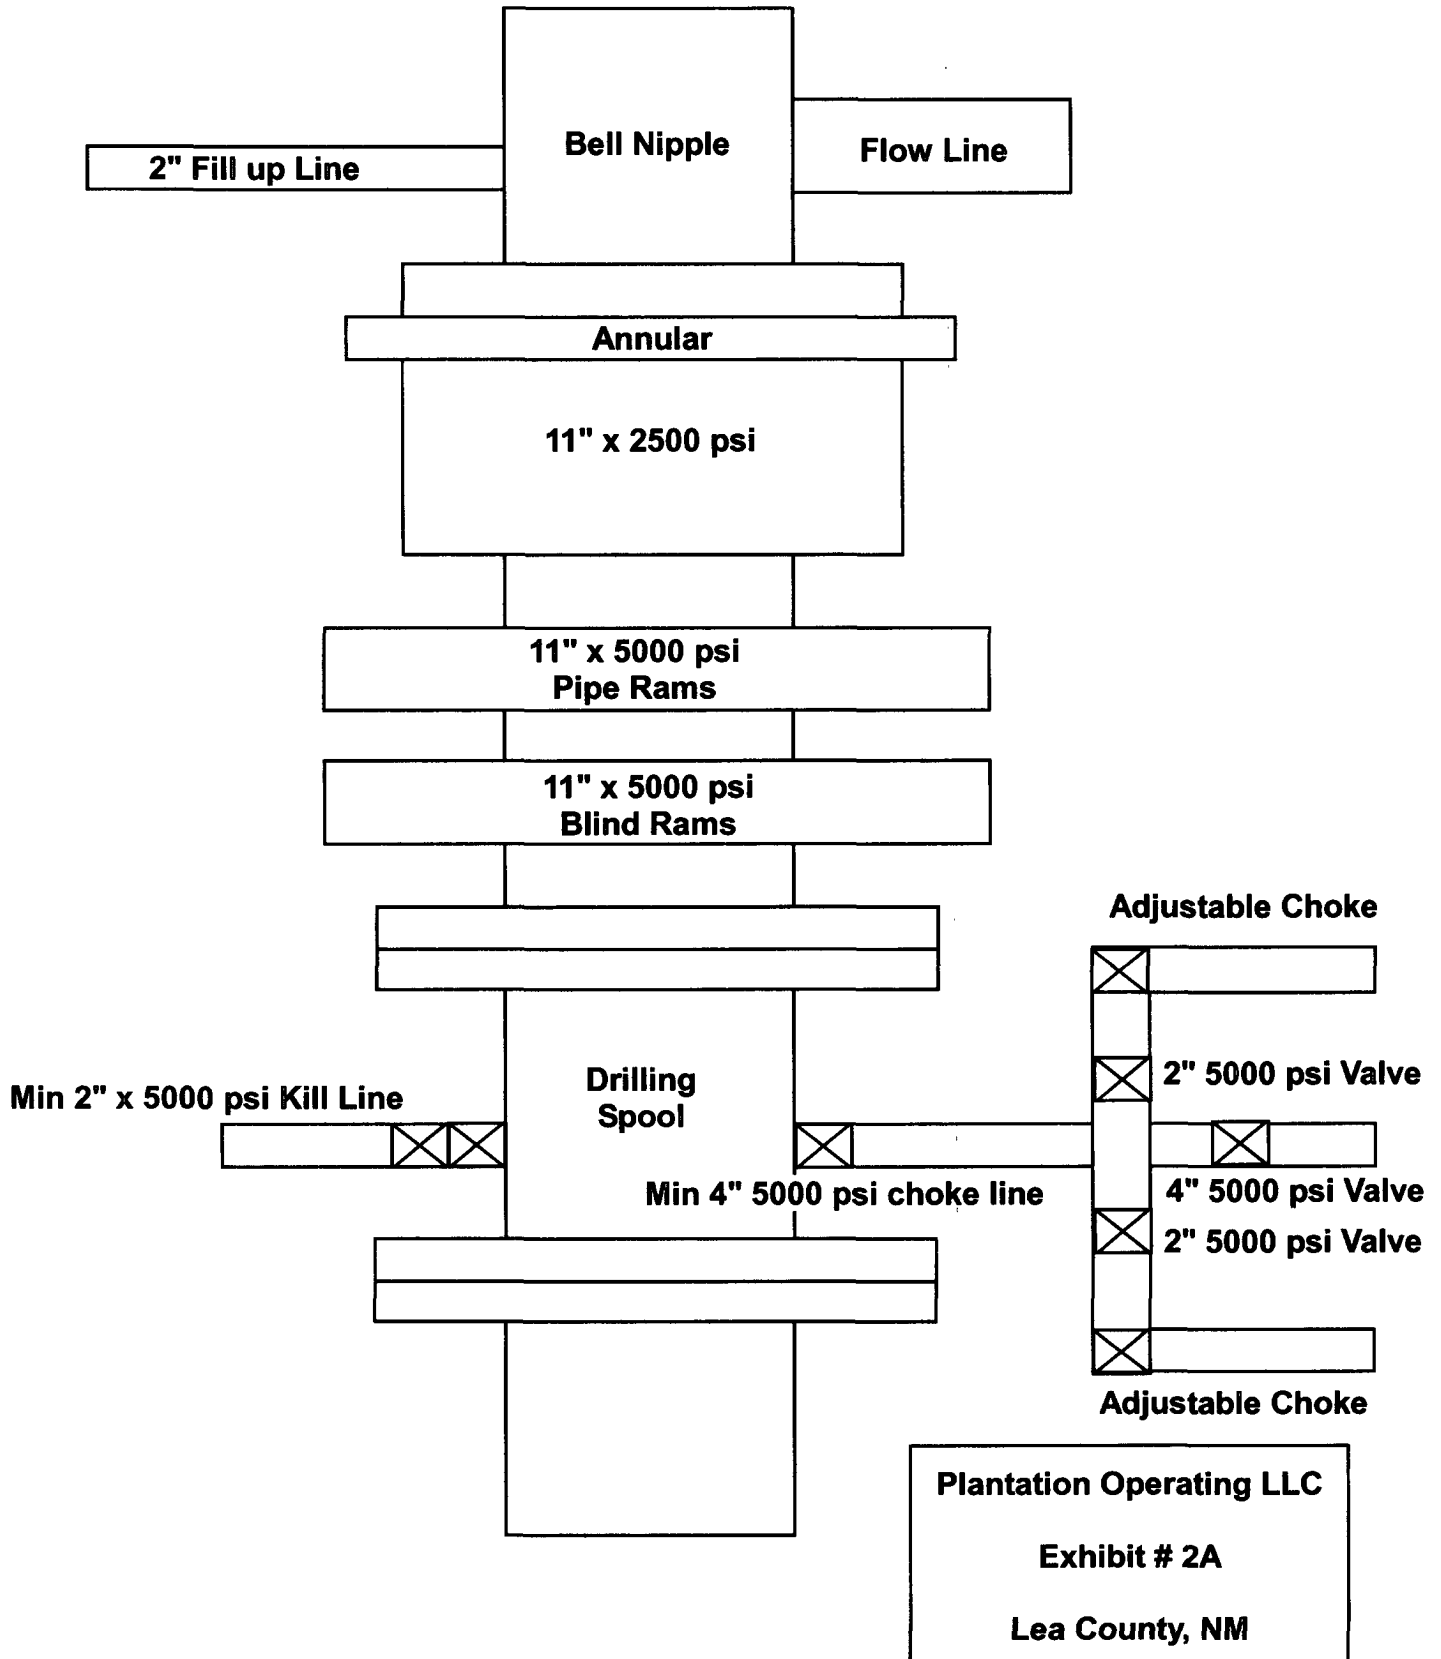 Bell Nipple
Flow Line
2" Fill up Line
Annular
11" x 2500 psi
11" x 5000 psi
Pipe Rams
11" x 5000 psi
Blind Rams
Adjustable Choke
2" 5000 psi Valve
Drilling
Spool
Min 2" x 5000 psi Kill Line
Min 4" 5000 psi choke line
4" 5000 psi Valve
2" 5000 psi Valve
Adjustable Choke
Plantation Operating LLC
Exhibit # 2A
Lea County, NM